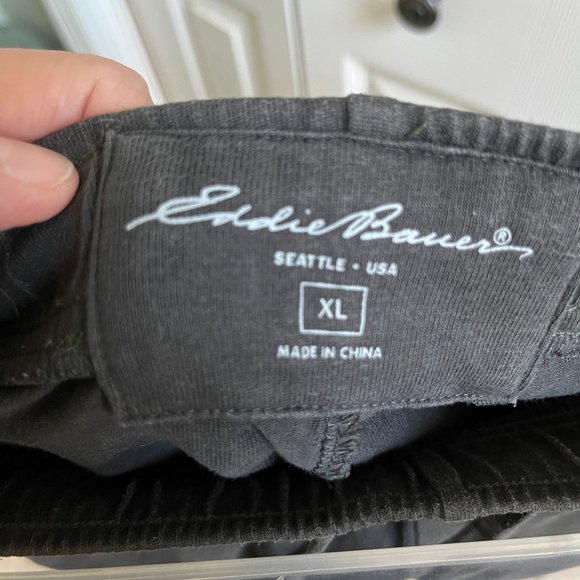 Eddie Bauer®
SEATTLE · USA
XL
MADE IN CHINA